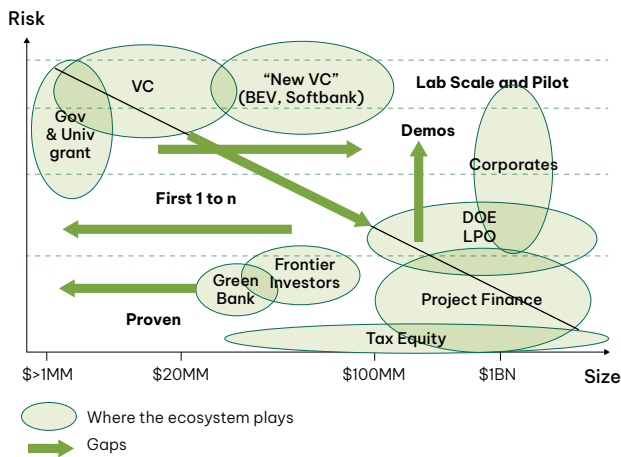 Risk
VC
“New VC”
(BEV, Softbank)
Lab Scale and Pilot
Gov
& Univ
grant
Demos
Corporates
First 1 to n
DOE
LPO
Frontier
Investors
Green
Bank
Project Finance
Proven
Tax Equity
$>1MM
$20MM
$100MM
$1BN
Size
Where the ecosystem plays
Gaps